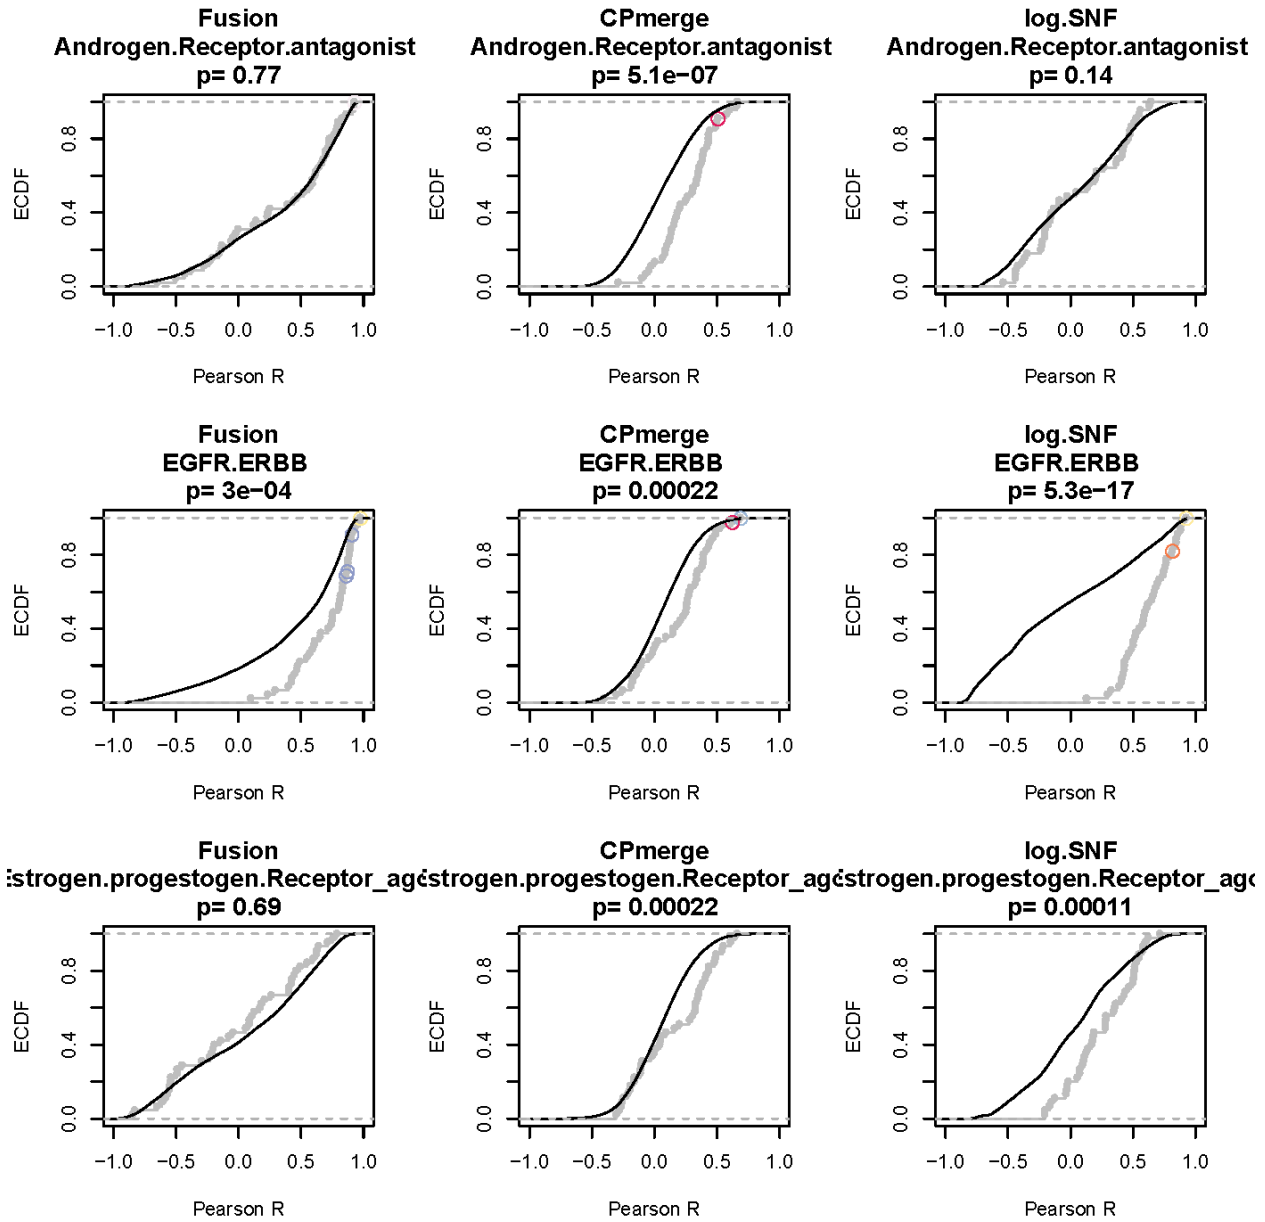 Fusion
Androgen.Receptor.antagonist
p= 0.77
ECDF
0.0 0.4 0.8
−1.0 −0.5 0.0 0.5 1.0
Pearson R
CPmerge
Androgen.Receptor.antagonist
p= 5.1e−07
ECDF
0.0 0.4 0.8
−1.0 −0.5 0.0 0.5 1.0
Pearson R
log.SNF
Androgen.Receptor.antagonist
p= 0.14
ECDF
0.0 0.4 0.8
−1.0 −0.5 0.0 0.5 1.0
Pearson R
Fusion
EGFR.ERBB
p= 3e−04
ECDF
0.0 0.4 0.8
−1.0 −0.5 0.0 0.5 1.0
Pearson R
CPmerge
EGFR.ERBB
p= 0.00022
ECDF
0.0 0.4 0.8
−1.0 −0.5 0.0 0.5 1.0
Pearson R
log.SNF
EGFR.ERBB
p= 5.3e−17
ECDF
0.0 0.4 0.8
−1.0 −0.5 0.0 0.5 1.0
Pearson R
Fusion
strogen.progestogen.Receptor_ag
p= 0.69
ECDF
0.0 0.4 0.8
−1.0 −0.5 0.0 0.5 1.0
Pearson R
CPmerge
strogen.progestogen.Receptor_ag
p= 0.00022
ECDF
0.0 0.4 0.8
−1.0 −0.5 0.0 0.5 1.0
Pearson R
log.SNF
strogen.progestogen.Receptor_ag
p= 0.00011
ECDF
0.0 0.4 0.8
−1.0 −0.5 0.0 0.5 1.0
Pearson R